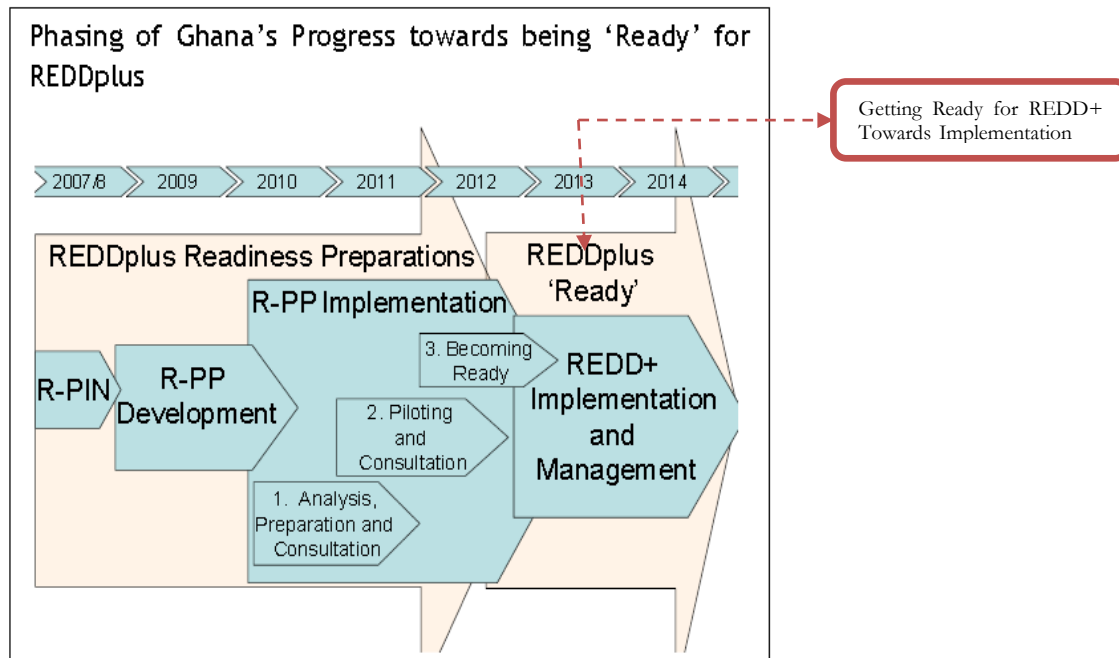 Phasing of Ghana's Progress towards being 'Ready' for
REDDplus
Getting Ready for REDD+
Towards Implementation
2007/8
2009
2010
2011
2012
2013
2014
REDDplus Readiness Preparations
REDDplus
'Ready'
R-PP Implementation
3. Becoming
Ready
R-PIN
R-PP
Development
REDD+
Implementation
and
Management
2. Piloting
and
Consultation
1. Analysis,
Preparation and
Consultation